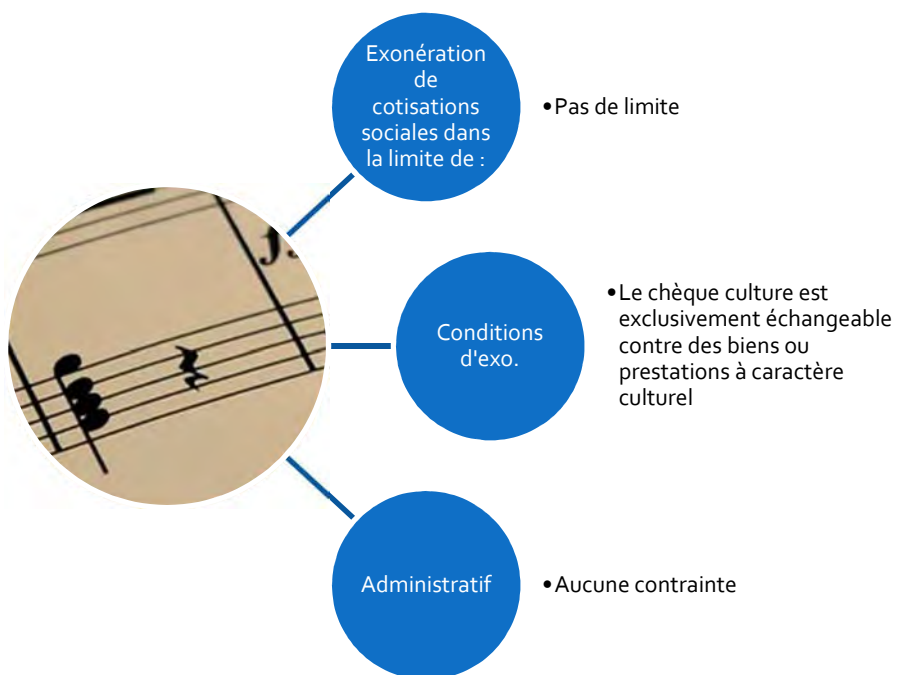 Exonération
de
cotisations
sociales dans
la limite de :
•Pas de limite
Conditions
d'exo.
•Le chèque culture est
exclusivement échangeable
contre des biens ou
prestations à caractère
culturel
Administratif
•Aucune contrainte